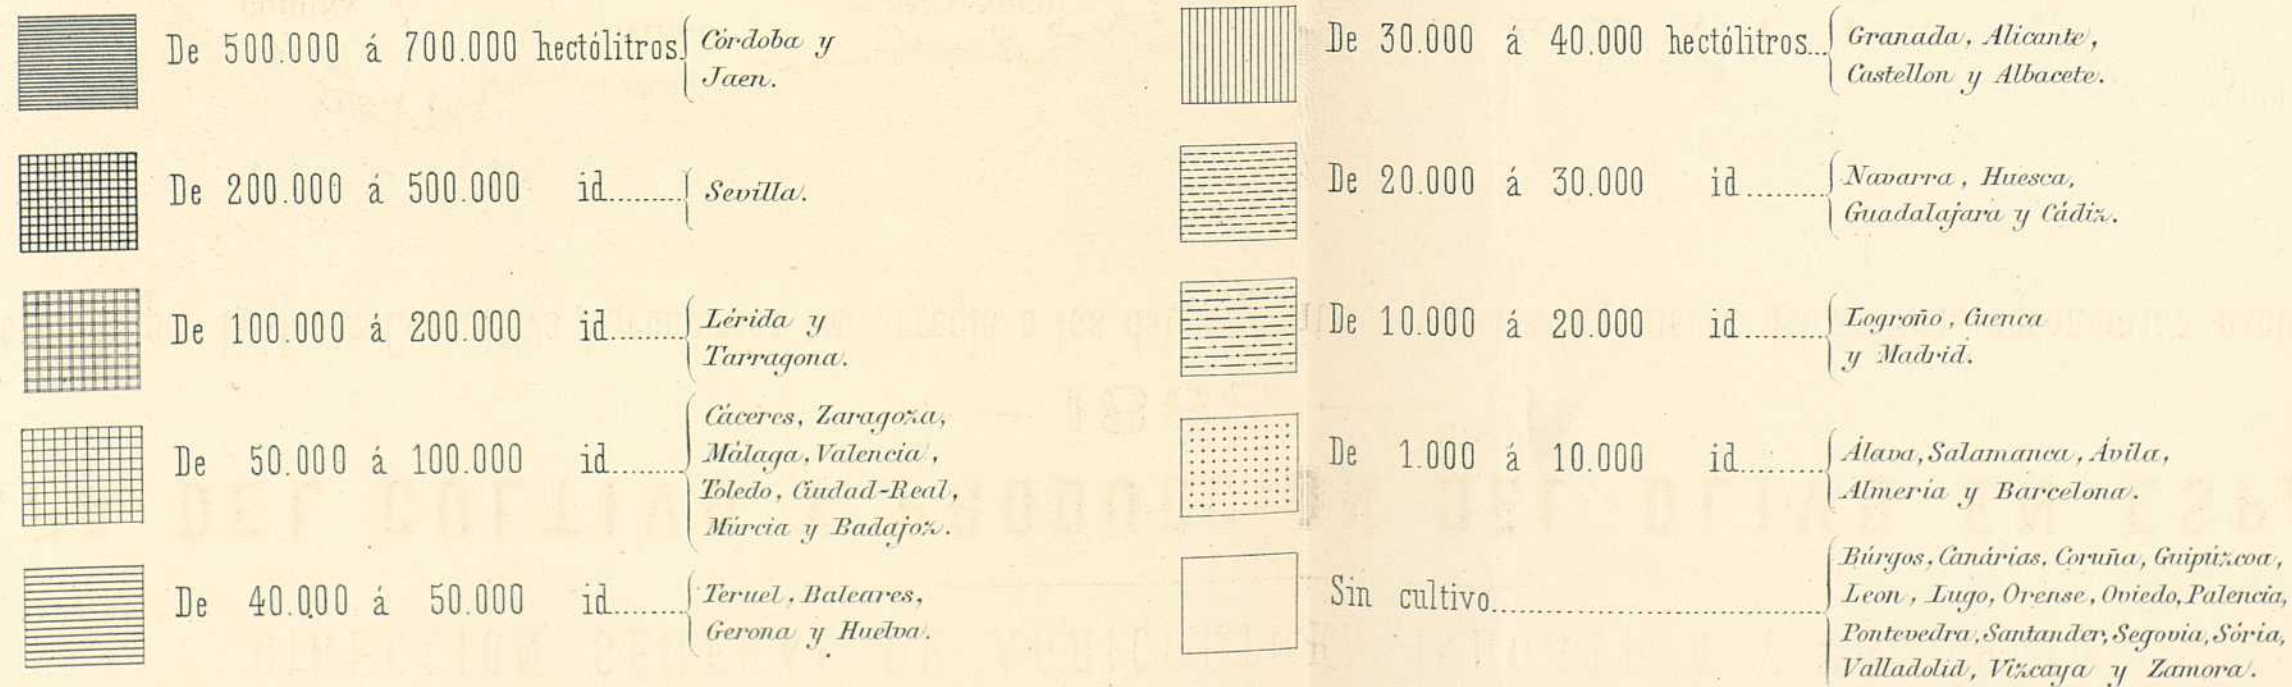 De 500.000 á 700.000 hectólitros. Córdoba y
Jaen.
De 200.000 á 500.000 id......... Sevilla.
De 100.000 á 200.000 id......... Lérida y
Tarragona.
De 50.000 á 100.000 id......... Cáceres, Zaragoza,
Málaga, Valencia,
Toledo, Ciudad-Real,
Múrcia y Badajoz.
De 40.000 á 50.000 id......... Teruel, Baleares,
Gerona y Huelva.
De 30.000 á 40.000 hectólitros... Granada, Alicante,
Castellon y Albacete.
De 20.000 á 30.000 id......... Navarra, Huesca,
Guadalajara y Cádiz.
De 10.000 á 20.000 id......... Logroño, Cuenca
y Madrid.
De 1.000 á 10.000 id......... Álava, Salamanca, Ávila,
Almería y Barcelona.
Sin cultivo.................................... Búrgos, Canárias, Coruña, Guipúzcoa,
Leon, Lugo, Orense, Oviedo, Palencia,
Pontevedra, Santander, Segovia, Sória,
Valladolid, Vizcaya y Zamora.